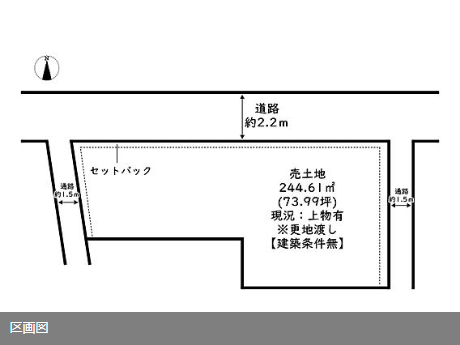 N
道路
約2.2m
セットバック
通路
約1.5m
売土地
244.61㎡
(73.99坪)
現況：上物有
※更地渡し
【建築条件無】
通路
約1.5m
区画図